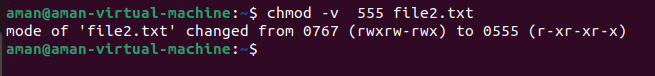 aman@aman-virtual-machine:~$ chmod -v  555 file2.txt
mode of 'file2.txt' changed from 0767 (rwxrw-rwx) to 0555 (r-xr-xr-x)
aman@aman-virtual-machine:~$